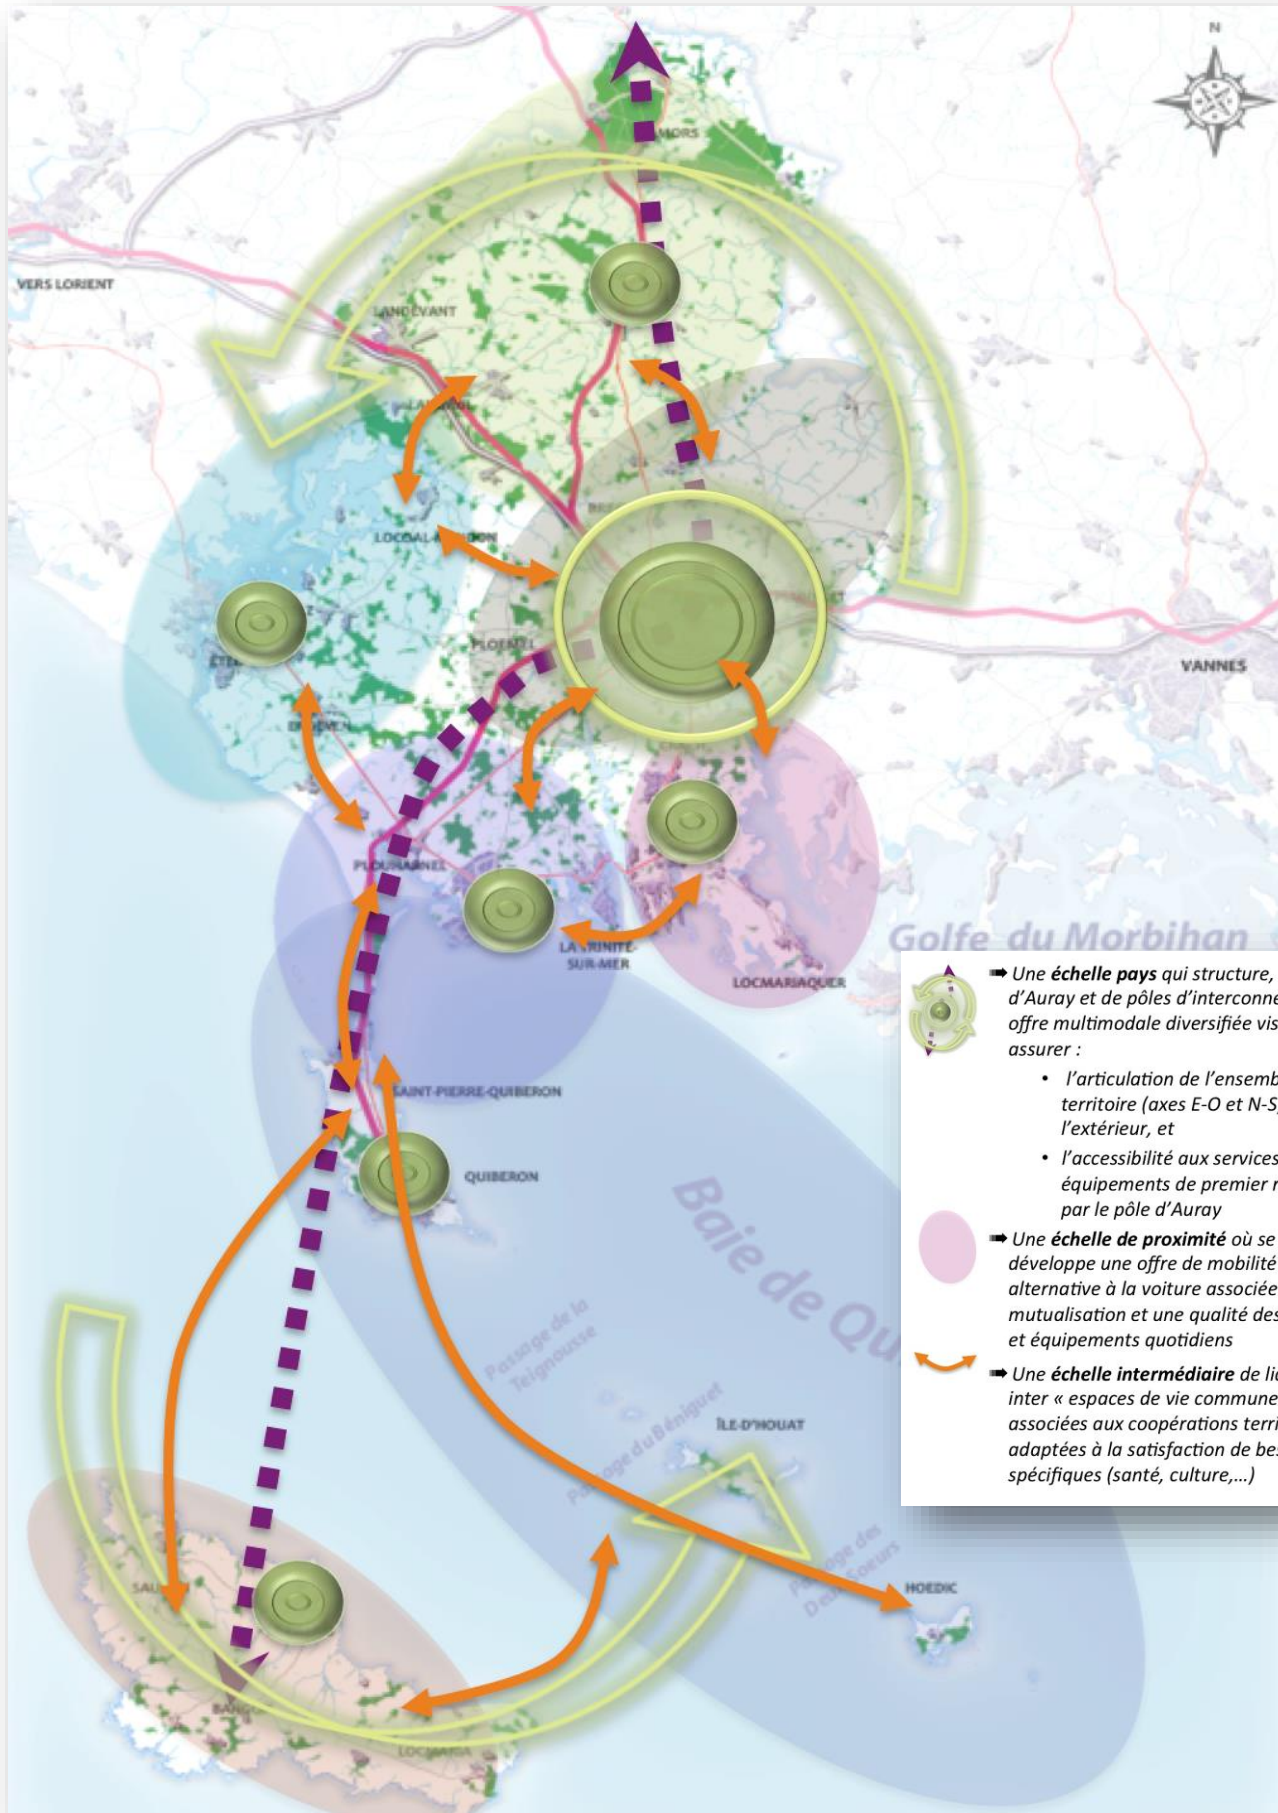 N
VERS LORIENT
LANDEVANT
LOCOAL-M
PLOEMEL
VANNES
PLOUHARNEL
LA TRINITÉ-
SUR-MER
LOCMARIAQUER
Golfe du Morbihan
SAINT-PIERRE-QUIBERON
QUIBERON
Baie de Qu
Passage de la
Teignousse
Passage du Béniguet
ÎLE-D'HOUAT
Passage des
Deux Soeurs
HOEDIC
LOCMARIA
➠ Une échelle pays qui structure,
d’Auray et de pôles d’interconne
offre multimodale diversifiée vis
assurer :
• l’articulation de l’ensemb
territoire (axes E-O et N-S
l’extérieur, et
• l’accessibilité aux services
équipements de premier r
par le pôle d’Auray
➠ Une échelle de proximité où se
développe une offre de mobilité
alternative à la voiture associée
mutualisation et une qualité des
et équipements quotidiens
➠ Une échelle intermédiaire de lia
inter « espaces de vie commune
associées aux coopérations terri
adaptées à la satisfaction de bes
spécifiques (santé, culture,…)